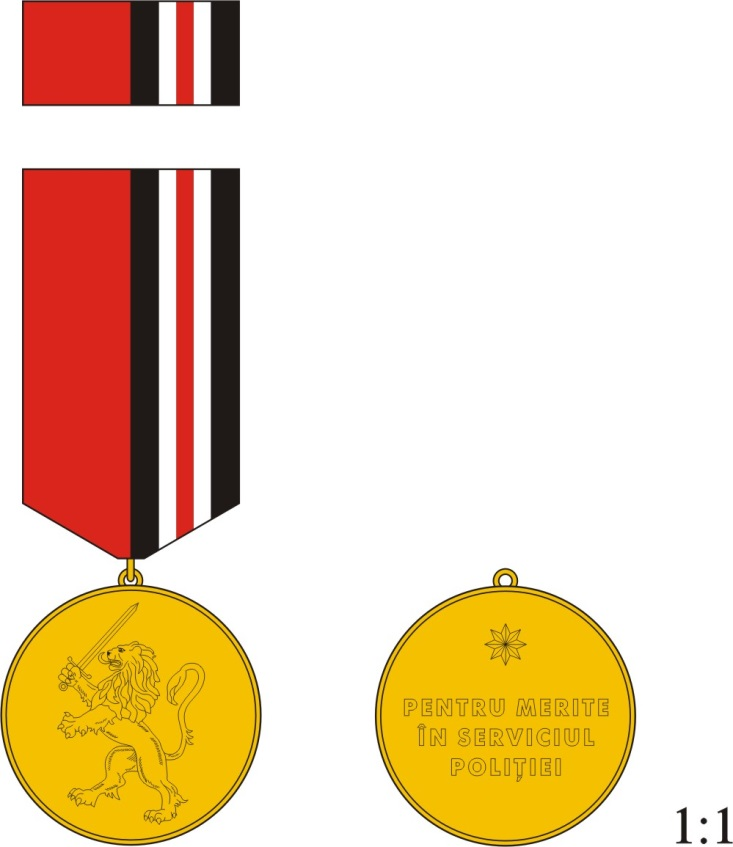 PENTRU MERITE
ÎN SERVICIUL
POLIȚIEI
1:1